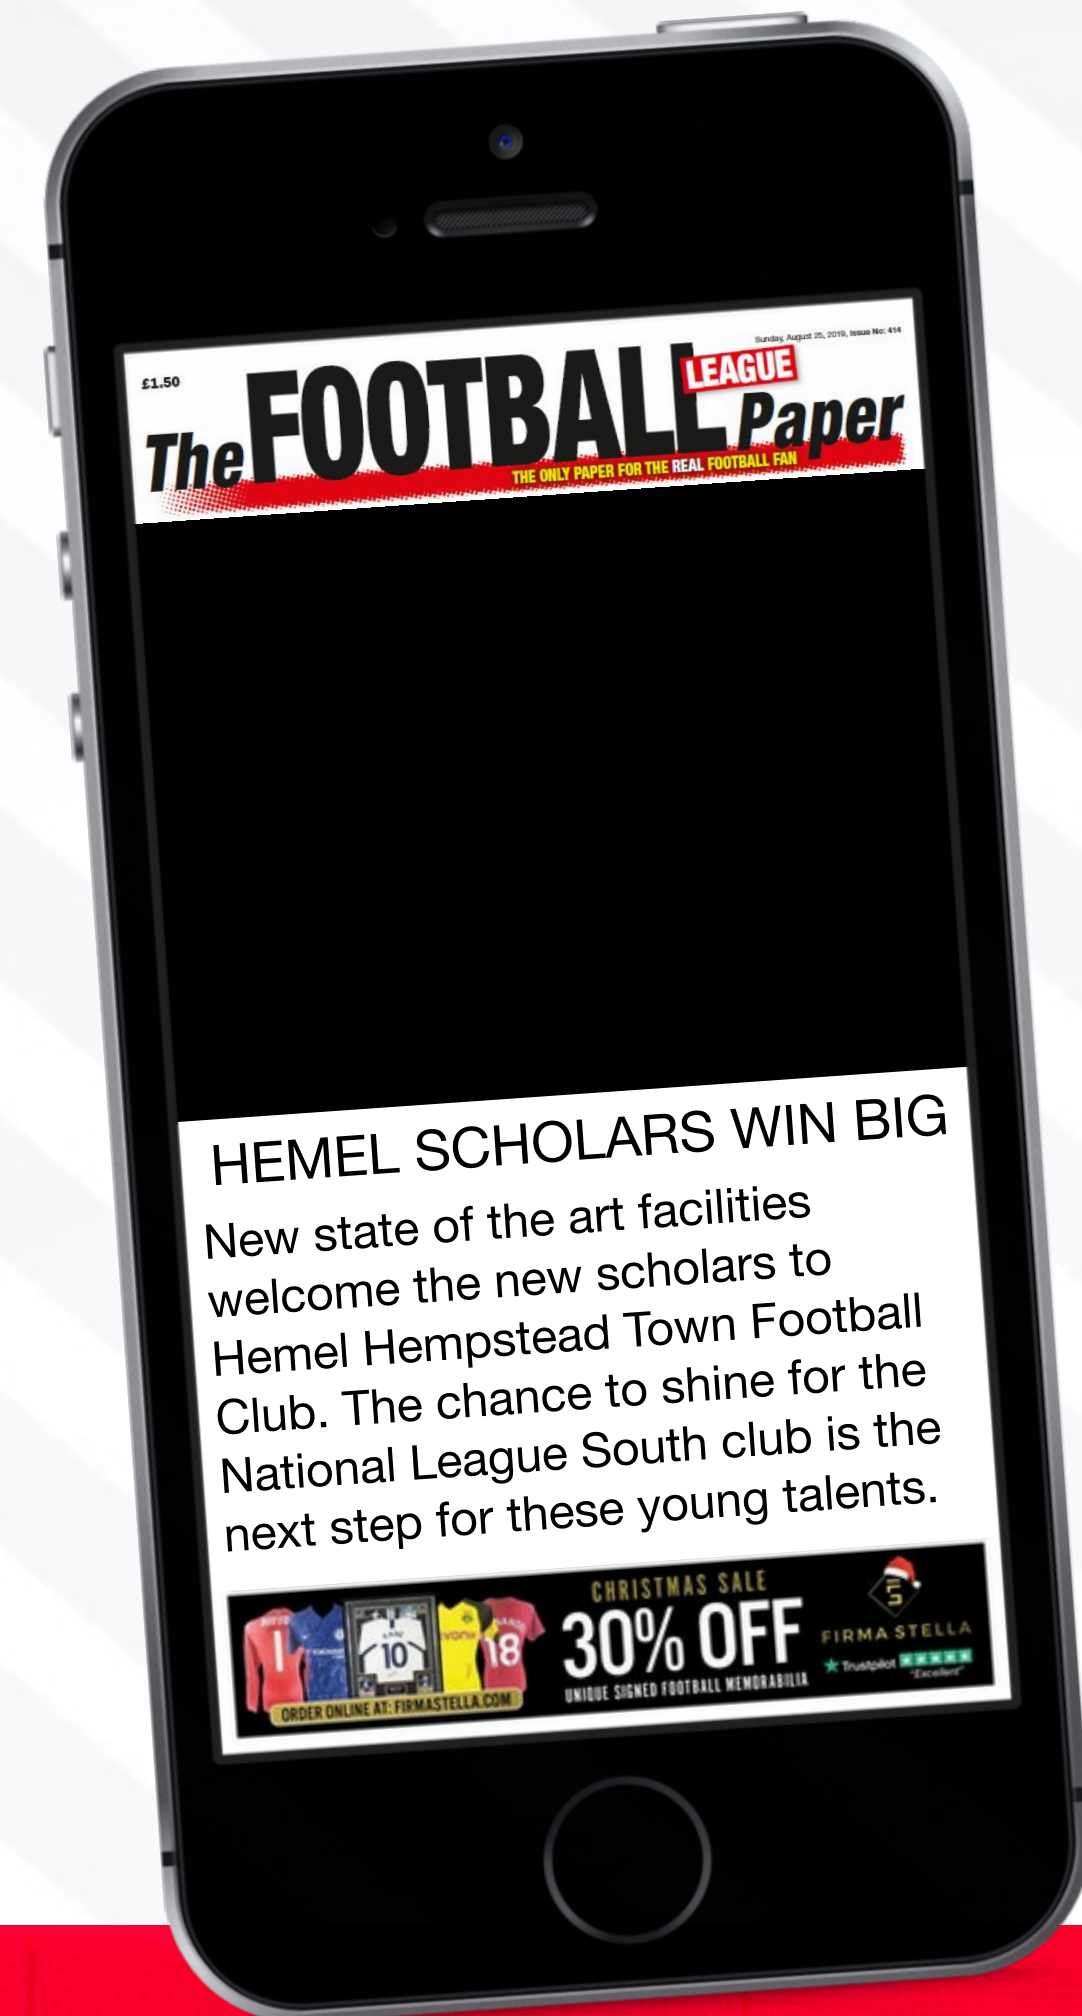 Sunday, August 25, 2019, Issue No: 414
£1.50
The FOOTBALL LEAGUE Paper
THE ONLY PAPER FOR THE REAL FOOTBALL FAN
HEMEL SCHOLARS WIN BIG
New state of the art facilities
welcome the new scholars to
Hemel Hempstead Town Football
Club. The chance to shine for the
National League South club is the
next step for these young talents.
CHRISTMAS SALE
30% OFF
UNIQUE SIGNED FOOTBALL MEMORABILIA
1
10
18
ORDER ONLINE AT: FIRMASTELLA.COM
FIRMA STELLA
Trustpilot
"Excellent"